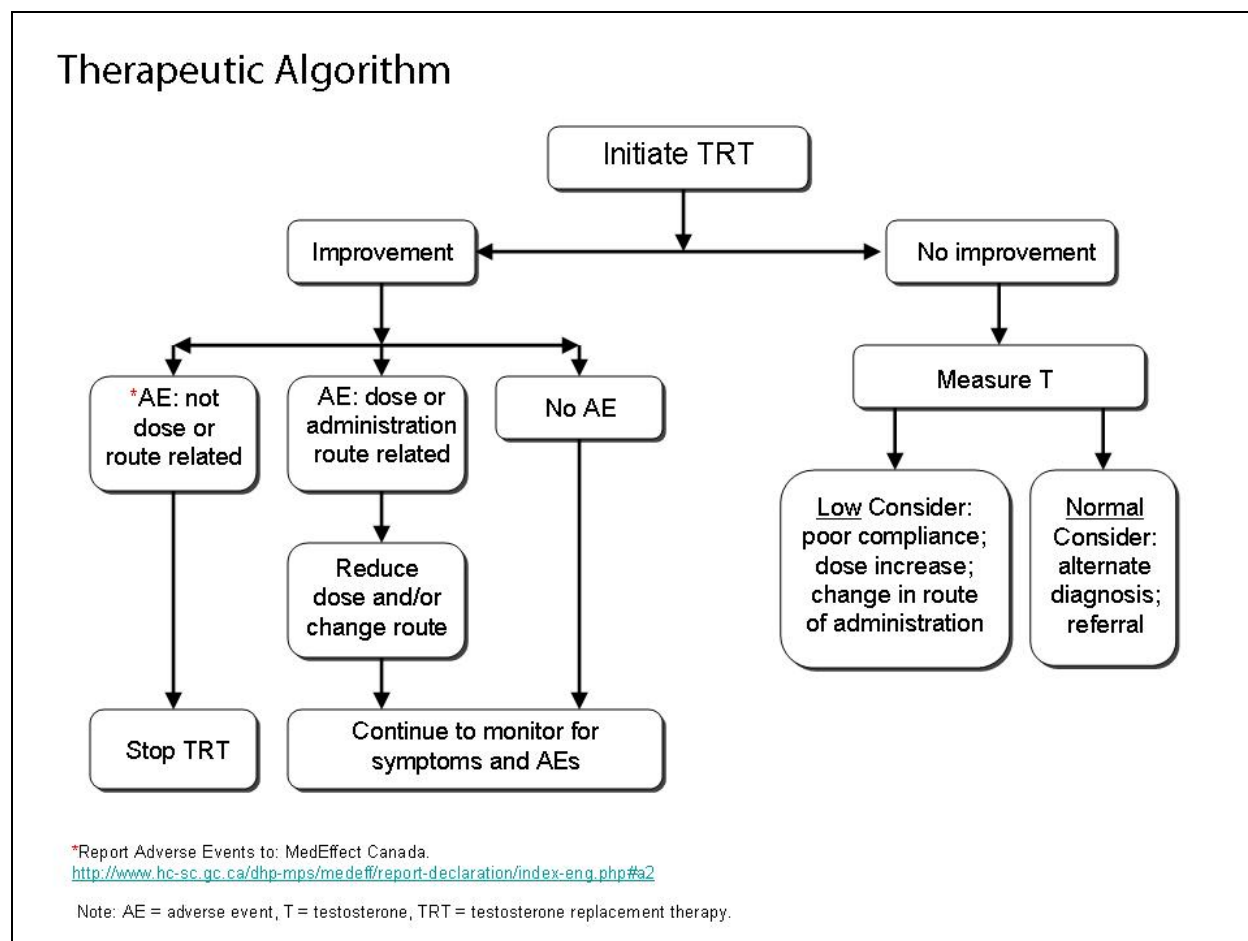 Therapeutic Algorithm
Initiate TRT
Improvement
No improvement
Measure T
*AE: not
dose or
route related
AE: dose or
administration
route related
No AE
Low Consider:
poor compliance;
dose increase;
change in route
of administration
Normal
Consider:
alternate
diagnosis;
referral
Reduce
dose and/or
change route
Stop TRT
Continue to monitor for
symptoms and AEs
*Report Adverse Events to: MedEffect Canada.
http://www.hc-sc.gc.ca/dhp-mps/medeff/report-declaration/index-eng.php#a2
Note: AE = adverse event, T = testosterone, TRT = testosterone replacement therapy.